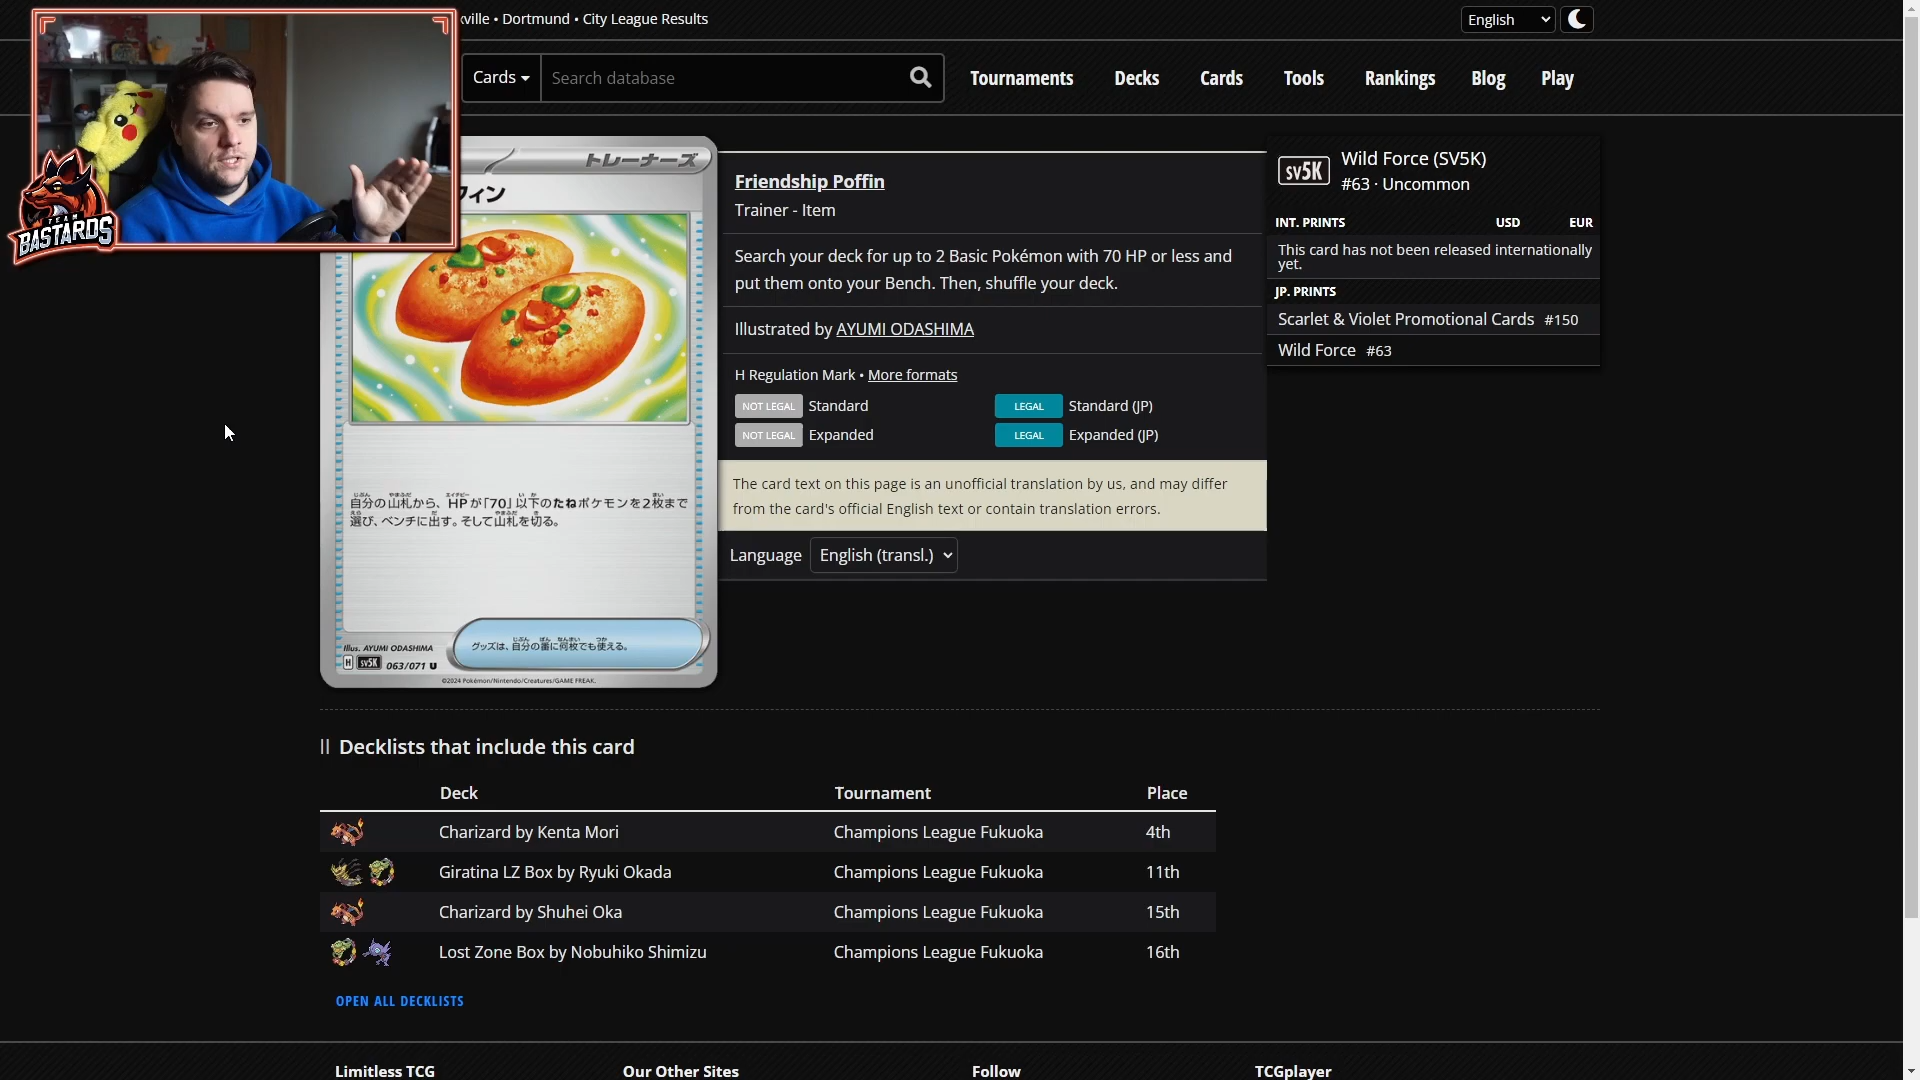 kville • Dortmund • City League Results
English
Cards
Search database
Tournaments
Decks
Cards
Tools
Rankings
Blog
Play
TEAM
BASTARDS
トレーナーズ
フィン
自分の山札から、HPが「70」以下のたねポケモンを2枚まで
選び、ベンチに出す。そして山札を切る。
グッズは、自分の番に何枚でも使える。
Illus. AYUMI ODASHIMA
H sv5K 063/071 U
©2024 Pokémon/Nintendo/Creatures/GAME FREAK.
Friendship Poffin
Trainer - Item
Search your deck for up to 2 Basic Pokémon with 70 HP or less and
put them onto your Bench. Then, shuffle your deck.
Illustrated by AYUMI ODASHIMA
H Regulation Mark • More formats
NOT LEGAL Standard
LEGAL Standard (JP)
NOT LEGAL Expanded
LEGAL Expanded (JP)
The card text on this page is an unofficial translation by us, and may differ
from the card's official English text or contain translation errors.
Language English (transl.)
sv5K
Wild Force (SV5K)
#63 · Uncommon
INT. PRINTS USD EUR
This card has not been released internationally
yet.
JP. PRINTS
Scarlet & Violet Promotional Cards #150
Wild Force #63
Decklists that include this card
Deck Tournament Place
Charizard by Kenta Mori Champions League Fukuoka 4th
Giratina LZ Box by Ryuki Okada Champions League Fukuoka 11th
Charizard by Shuhei Oka Champions League Fukuoka 15th
Lost Zone Box by Nobuhiko Shimizu Champions League Fukuoka 16th
OPEN ALL DECKLISTS
Limitless TCG
Our Other Sites
Follow
TCGplayer